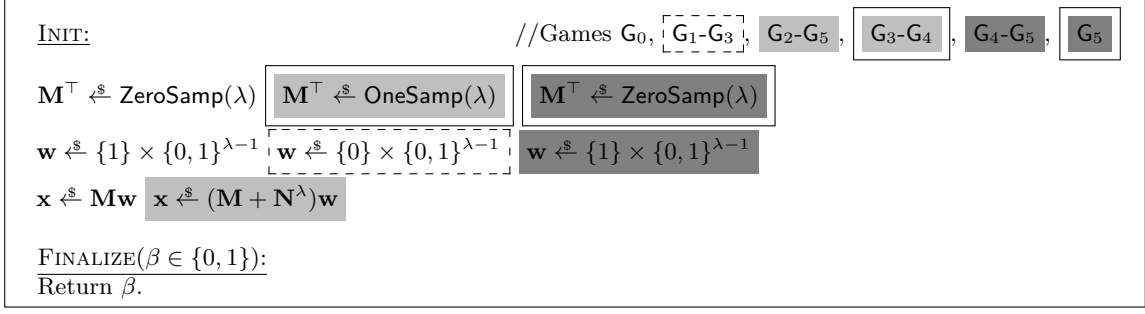 INIT: //Games G₀, G₁-G₃, G₂-G₅, G₃-G₄, G₄-G₅, G₅
M^⊤ ←$ ZeroSamp(λ) M^⊤ ←$ OneSamp(λ) M^⊤ ←$ ZeroSamp(λ)
w ←$ {1} × {0, 1}^{λ−1} w ←$ {0} × {0, 1}^{λ−1} w ←$ {1} × {0, 1}^{λ−1}
x ←$ Mw x ←$ (M + N^λ)w
FINALIZE(β ∈ {0, 1}):
Return β.